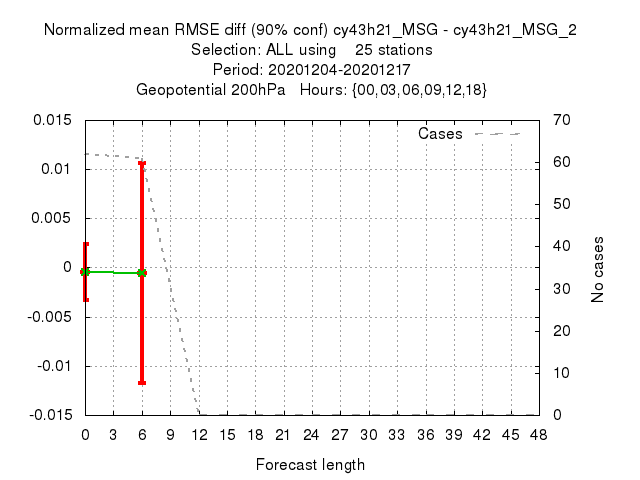 Normalized mean RMSE diff (90% conf) cy43h21_MSG - cy43h21_MSG_2
Selection: ALL using    25 stations
Period: 20201204-20201217
Geopotential 200hPa   Hours: {00,03,06,09,12,18}
Cases
0.015
0.01
0.005
0
-0.005
-0.01
-0.015
70
60
50
40
30
20
10
0
No cases
0 3 6 9 12 15 18 21 24 27 30 33 36 39 42 45 48
Forecast length